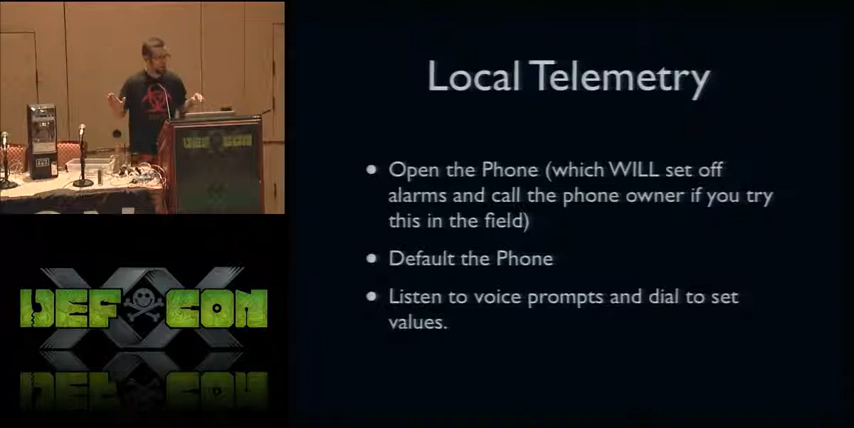 Local Telemetry
• Open the Phone (which WILL set off
alarms and call the phone owner if you try
this in the field)
• Default the Phone
• Listen to voice prompts and dial to set
values.
DEF CON
XX